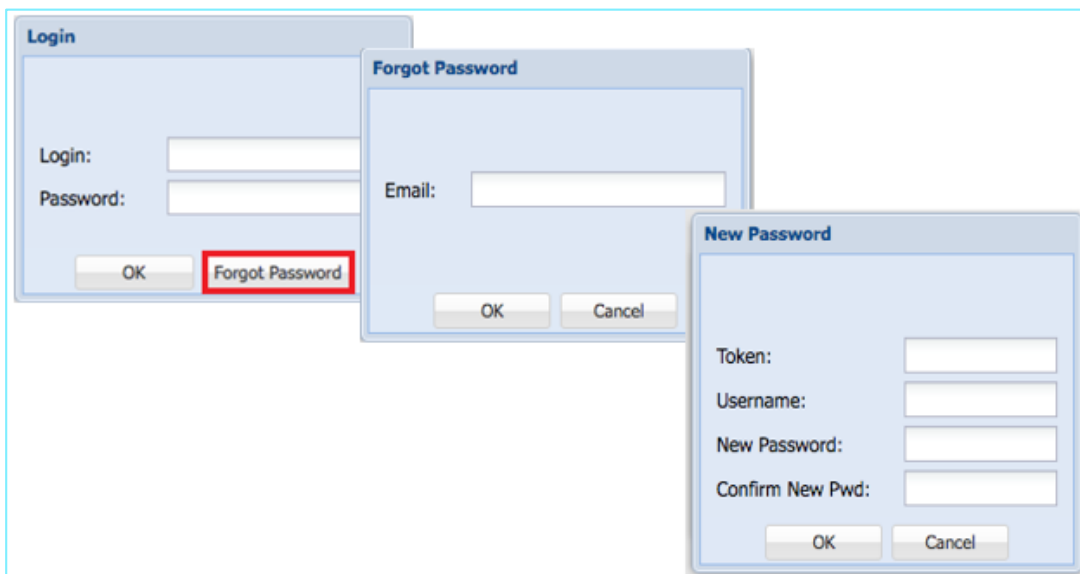 Login
Login:
Password:
OK Forgot Password
Forgot Password
Email:
OK Cancel
New Password
Token:
Username:
New Password:
Confirm New Pwd:
OK Cancel